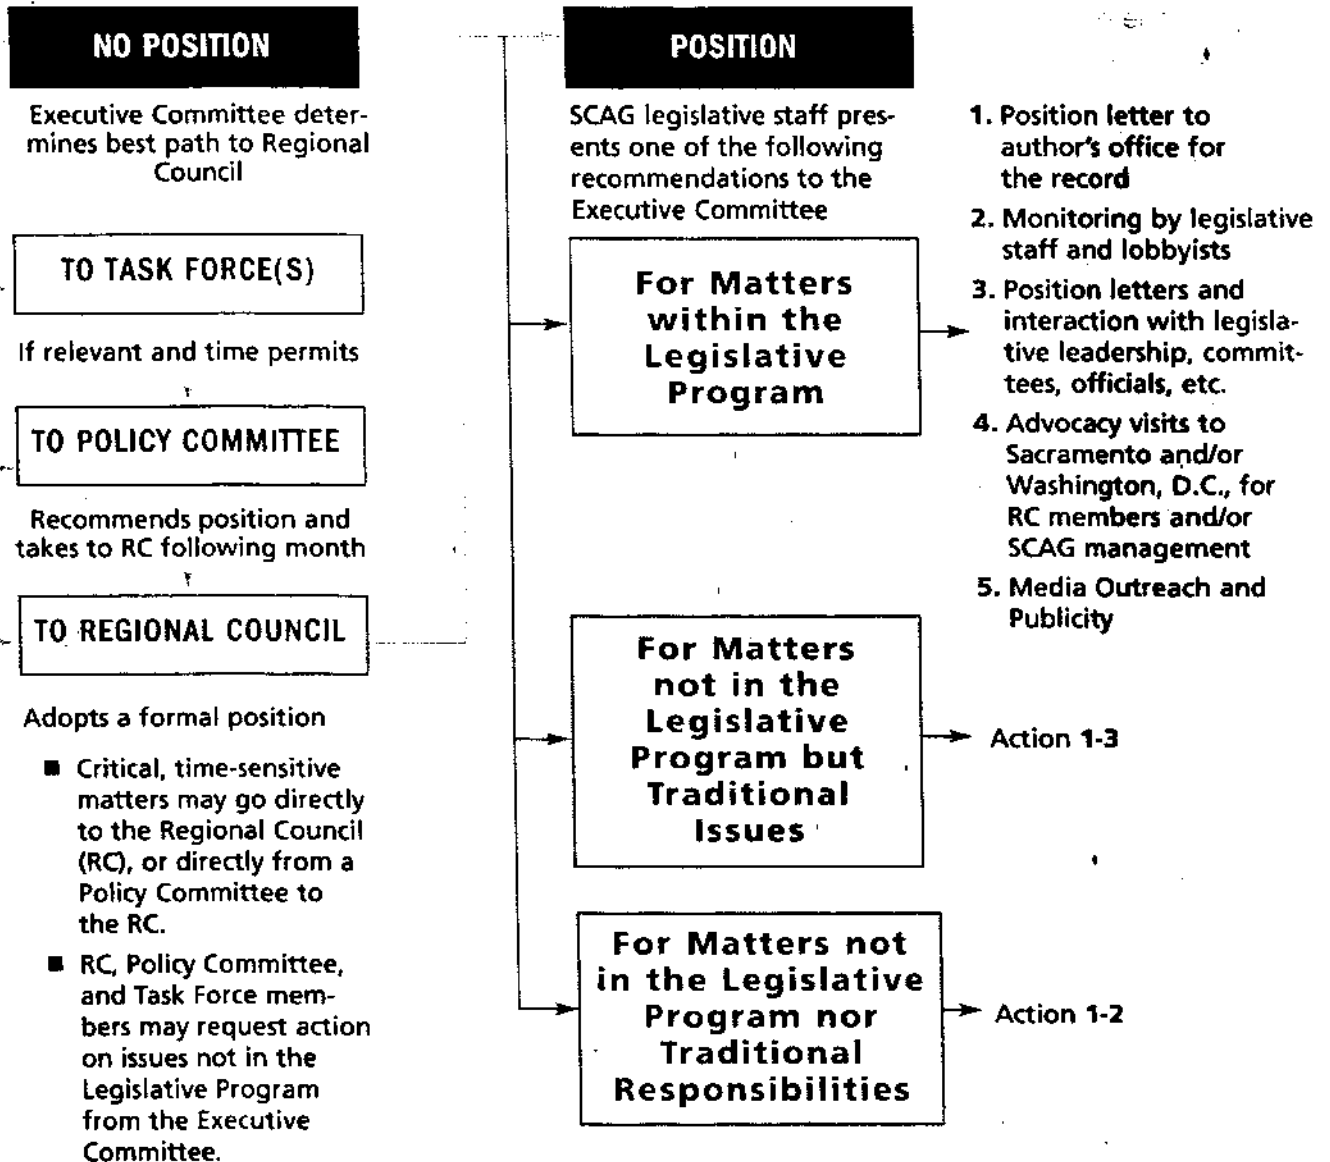 NO POSITION
Executive Committee deter-
mines best path to Regional
Council
TO TASK FORCE(S)
If relevant and time permits
TO POLICY COMMITTEE
Recommends position and
takes to RC following month
TO REGIONAL COUNCIL
Adopts a formal position
■ Critical, time-sensitive
matters may go directly
to the Regional Council
(RC), or directly from a
Policy Committee to
the RC.
■ RC, Policy Committee,
and Task Force mem-
bers may request action
on issues not in the
Legislative Program
from the Executive
Committee.
POSITION
SCAG legislative staff pres-
ents one of the following
recommendations to the
Executive Committee
For Matters
within the
Legislative
Program
1. Position letter to
author's office for
the record
2. Monitoring by legislative
staff and lobbyists
3. Position letters and
interaction with legisla-
tive leadership, commit-
tees, officials, etc.
4. Advocacy visits to
Sacramento and/or
Washington, D.C., for
RC members and/or
SCAG management
5. Media Outreach and
Publicity
For Matters
not in the
Legislative
Program but
Traditional
Issues
Action 1-3
For Matters not
in the Legislative
Program nor
Traditional
Responsibilities
Action 1-2